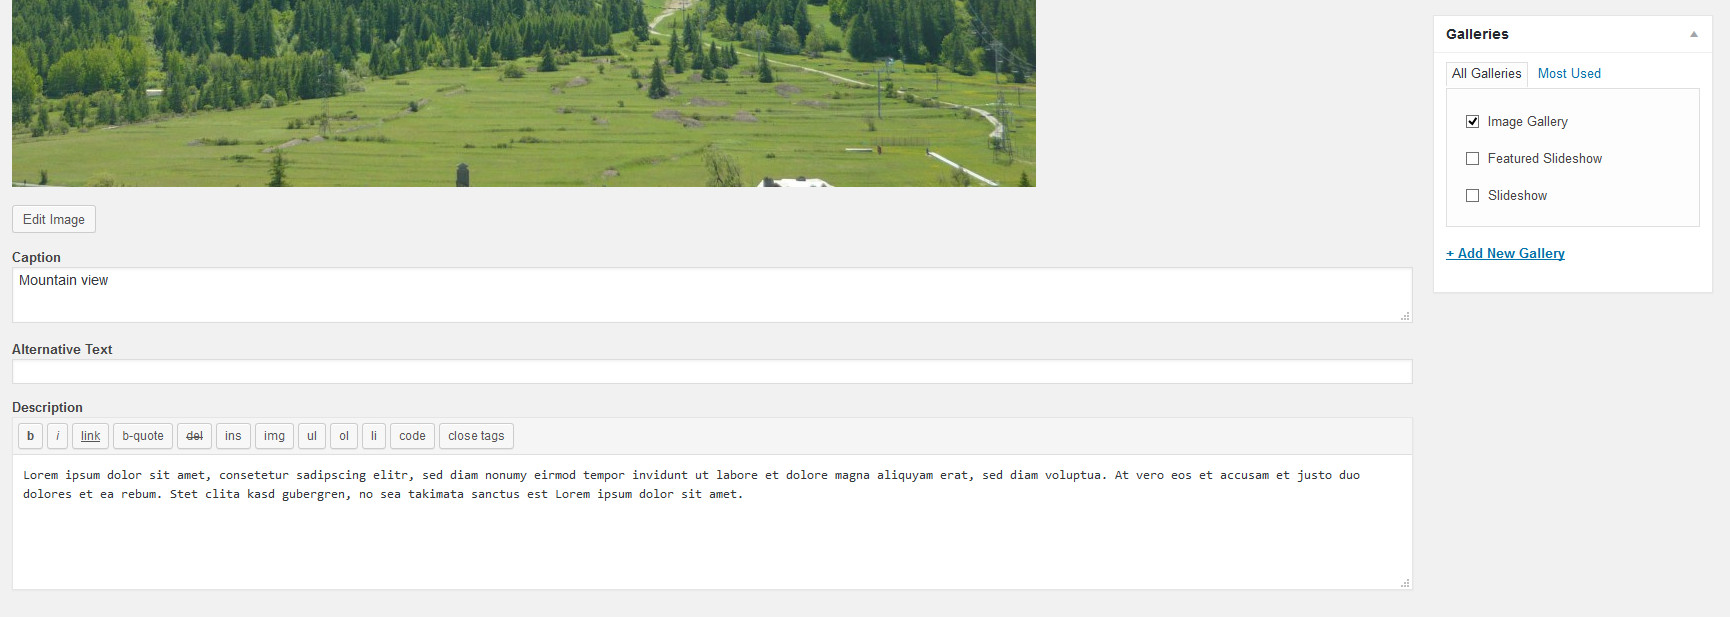 Galleries
All Galleries Most Used
Image Gallery
Featured Slideshow
Slideshow
+ Add New Gallery
Edit Image
Caption
Mountain view
Alternative Text
Description
b i link b-quote del ins img ul ol li code close tags
Lorem ipsum dolor sit amet, consetetur sadipscing elitr, sed diam nonumy eirmod tempor invidunt ut labore et dolore magna aliquyam erat, sed diam voluptua. At vero eos et accusam et justo duo
dolores et ea rebum. Stet clita kasd gubergren, no sea takimata sanctus est Lorem ipsum dolor sit amet.